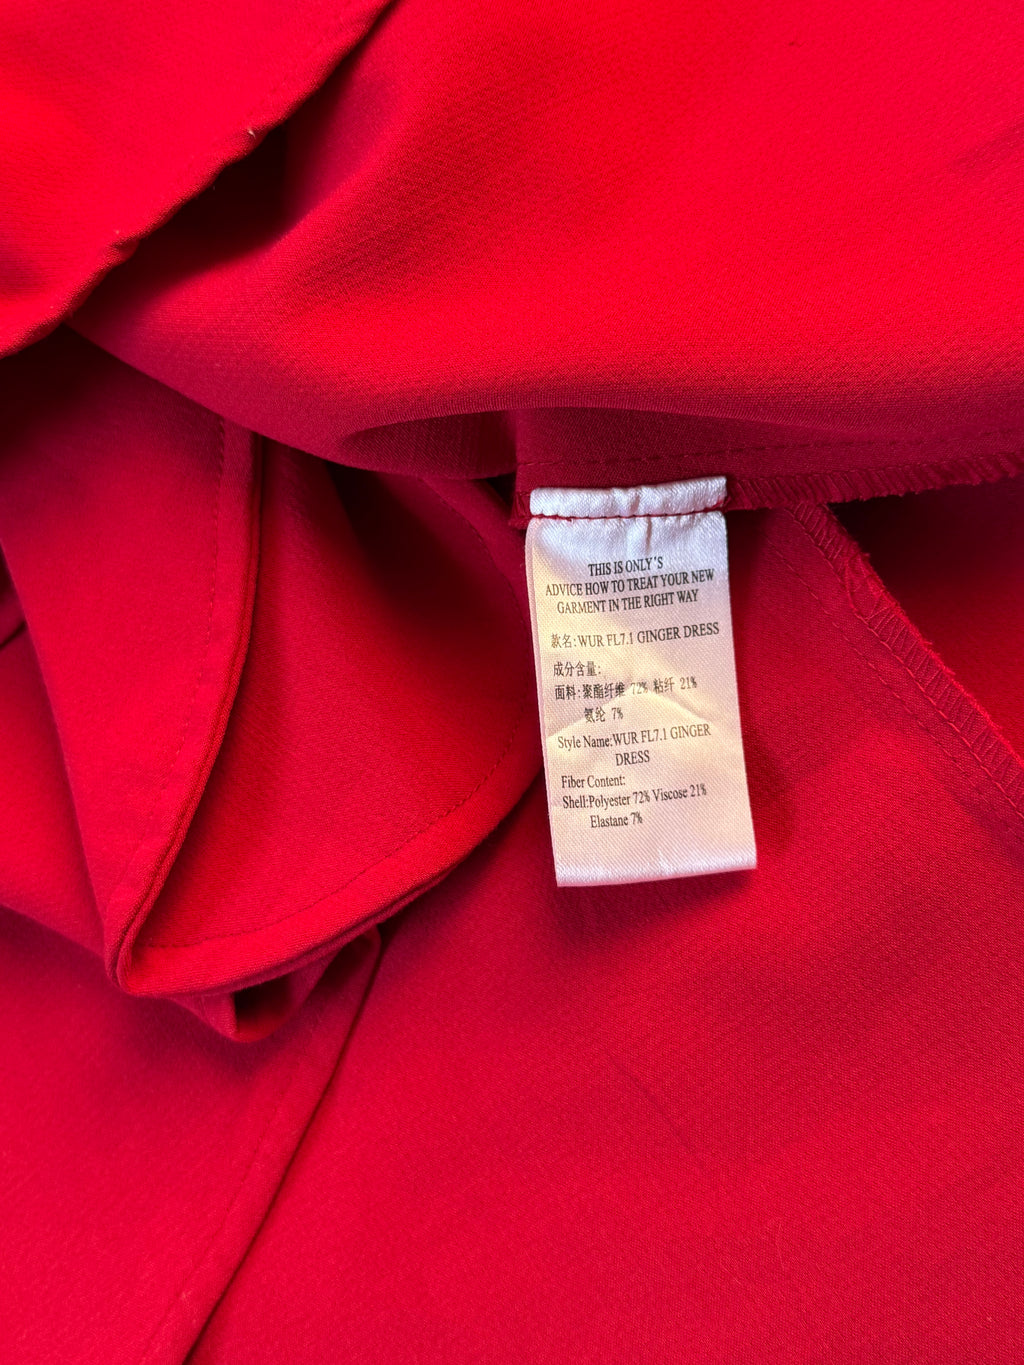 THIS IS ONLY'S
ADVICE HOW TO TREAT YOUR NEW
GARMENT IN THE RIGHT WAY
款名:WUR FL7.1 GINGER DRESS
成分含量:
面料:聚酯纤维 72% 粘纤 21%
氨纶 7%
Style Name:WUR FL7.1 GINGER
DRESS
Fiber Content:
Shell:Polyester 72% Viscose 21%
Elastane 7%